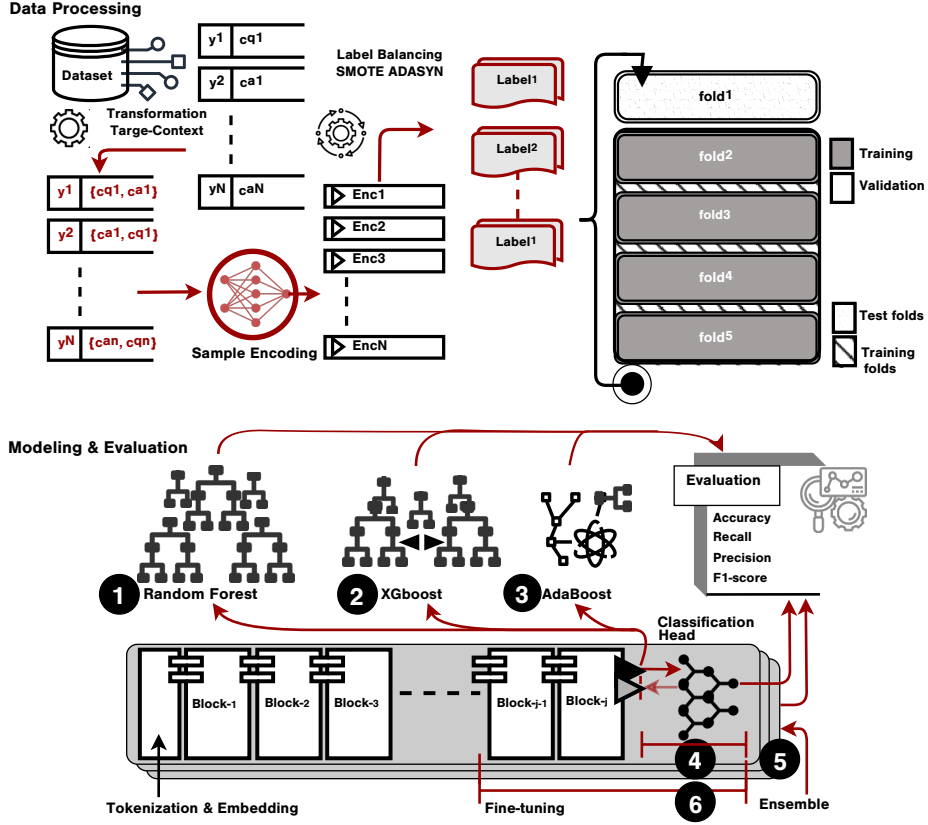 Data Processing
Dataset
y1 cq1
y2 ca1
yN caN
Transformation
Targe-Context
y1 {cq1, ca1}
y2 {ca1, cq1}
yN {can, cqn}
Sample Encoding
Label Balancing
SMOTE ADASYN
Enc1
Enc2
Enc3
EncN
Label1
Label2
Label1
fold1
fold2
fold3
fold4
fold5
Training
Validation
Test folds
Training
folds
Modeling & Evaluation
Evaluation
Accuracy
Recall
Precision
F1-score
1 Random Forest
2 XGboost
3 AdaBoost
Classification
Head
Block-1
Block-2
Block-3
Block-j-1
Block-j
4
5
6
Tokenization & Embedding
Fine-tuning
Ensemble